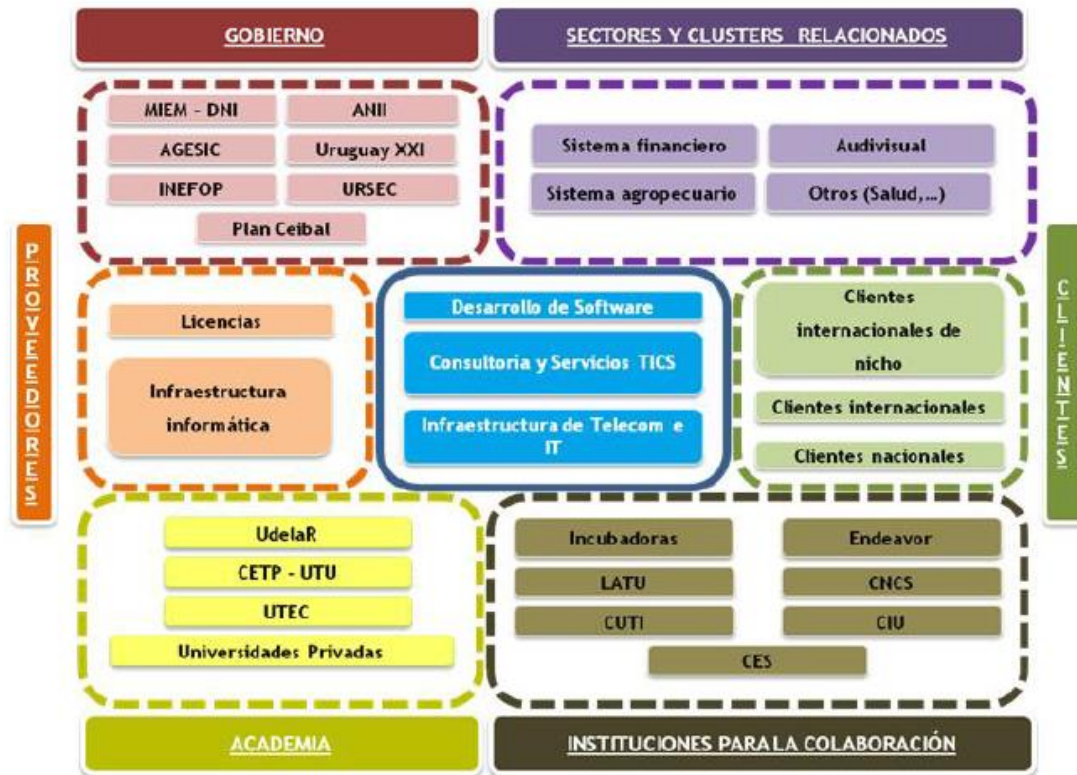 GOBIERNO
SECTORES Y CLUSTERS RELACIONADOS
MIEM - DNI
ANII
AGESIC
Uruguay XXI
INEFOP
URSEC
Plan Ceibal
Sistema financiero
Audivisual
Sistema agropecuario
Otros (Salud,...)
PROVEEDORES
Licencias
Infraestructura
informática
Desarrollo de Software
Consultoria y Servicios TICS
Infraestructura de Telecom e
IT
Clientes
internacionales de
nicho
Clientes internacionales
Clientes nacionales
CLIENTES
UdelaR
CETP - UTU
UTEC
Universidades Privadas
Incubadoras
Endeavor
LATU
CNCS
CUTI
CIU
CES
ACADEMIA
INSTITUCIONES PARA LA COLABORACIÓN